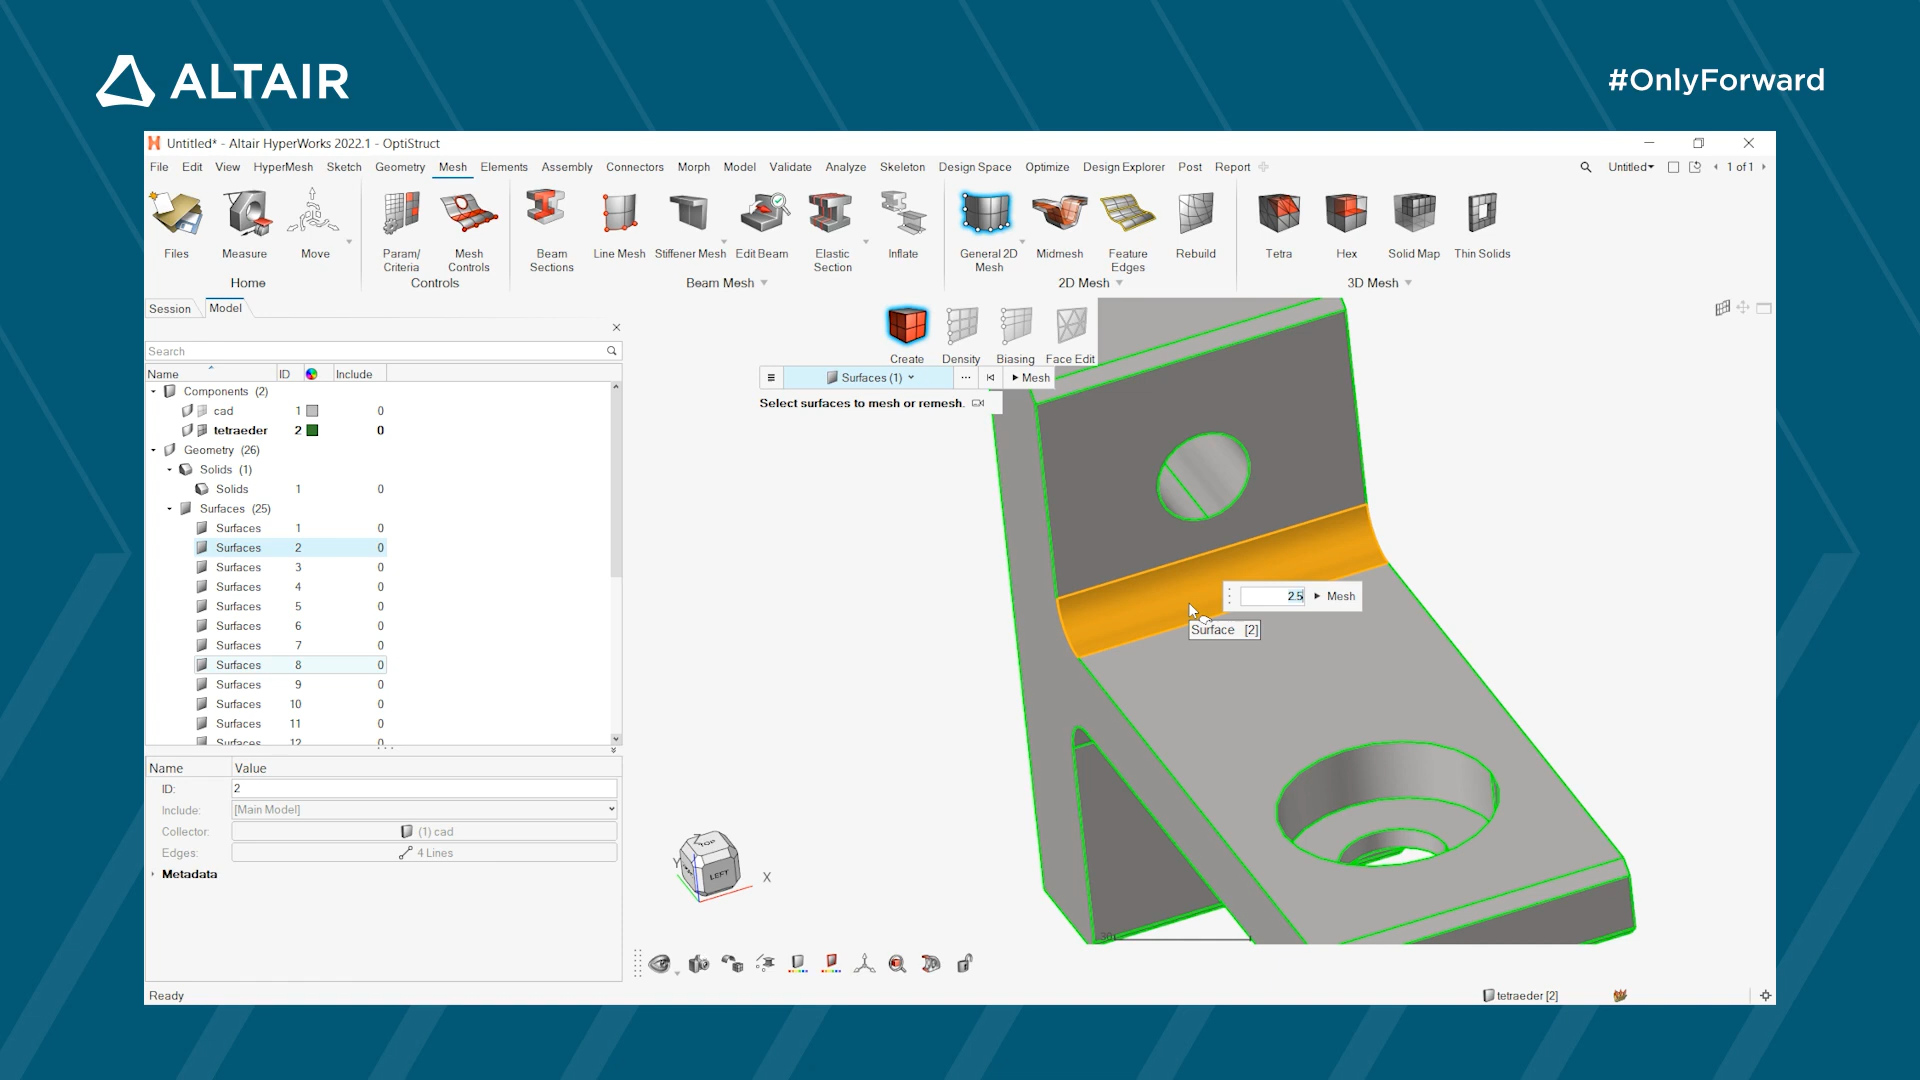 ALTAIR
#OnlyForward
Untitled* - Altair HyperWorks 2022.1 - OptiStruct
File Edit View HyperMesh Sketch Geometry Mesh Elements Assembly Connectors Morph Model Validate Analyze Skeleton Design Space Optimize Design Explorer Post Report Untitled 1 of 1
Files Measure Move Param/ Criteria Mesh Controls Beam Sections Line Mesh Stiffener Mesh Edit Beam Elastic Section Inflate General 2D Mesh Midmesh Feature Edges Rebuild Tetra Hex Solid Map Thin Solids
Home Controls Beam Mesh 2D Mesh 3D Mesh
Session Model
Create Density Biasing Face Edit
Search
Surfaces (1) ... Mesh
Select surfaces to mesh or remesh.
Name ID Include
Components (2)
cad 1 0
tetraeder 2 0
Geometry (26)
Solids (1)
Solids 1 0
Surfaces (25)
Surfaces 1 0
Surfaces 2 0
Surfaces 3 0
Surfaces 4 0
Surfaces 5 0
Surfaces 6 0
Surfaces 7 0
Surfaces 8 0
Surfaces 9 0
Surfaces 10 0
Surfaces 11 0
Surfaces 12 0
2.5 Mesh
Surface [2]
Name Value
ID: 2
Include: [Main Model]
Collector: (1) cad
Edges: 4 Lines
Metadata
TOP
LEFT
Y
X
Ready
tetraeder [2]